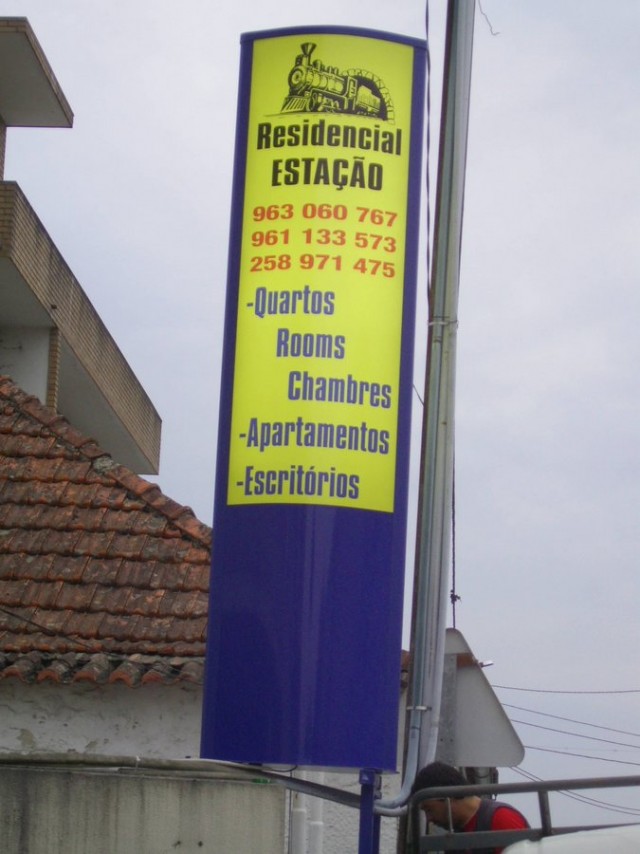 Residencial
ESTAÇÃO
963 060 767
961 133 573
258 971 475
-Quartos
Rooms
Chambres
-Apartamentos
-Escritórios